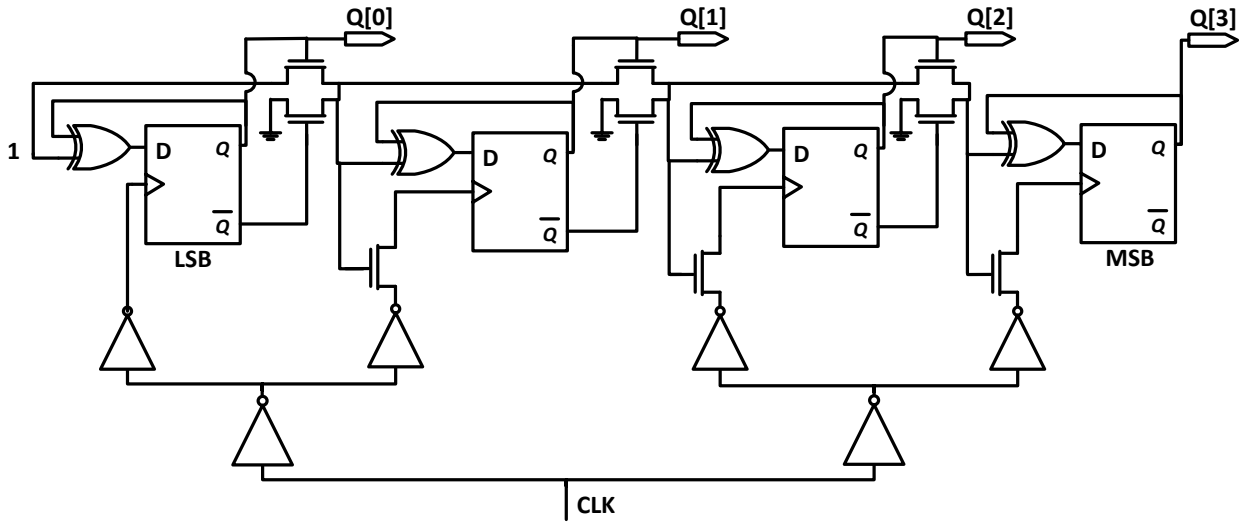 Q[0] Q[1] Q[2] Q[3]
1 D Q D Q D Q D Q
Q Q Q Q
LSB MSB
CLK